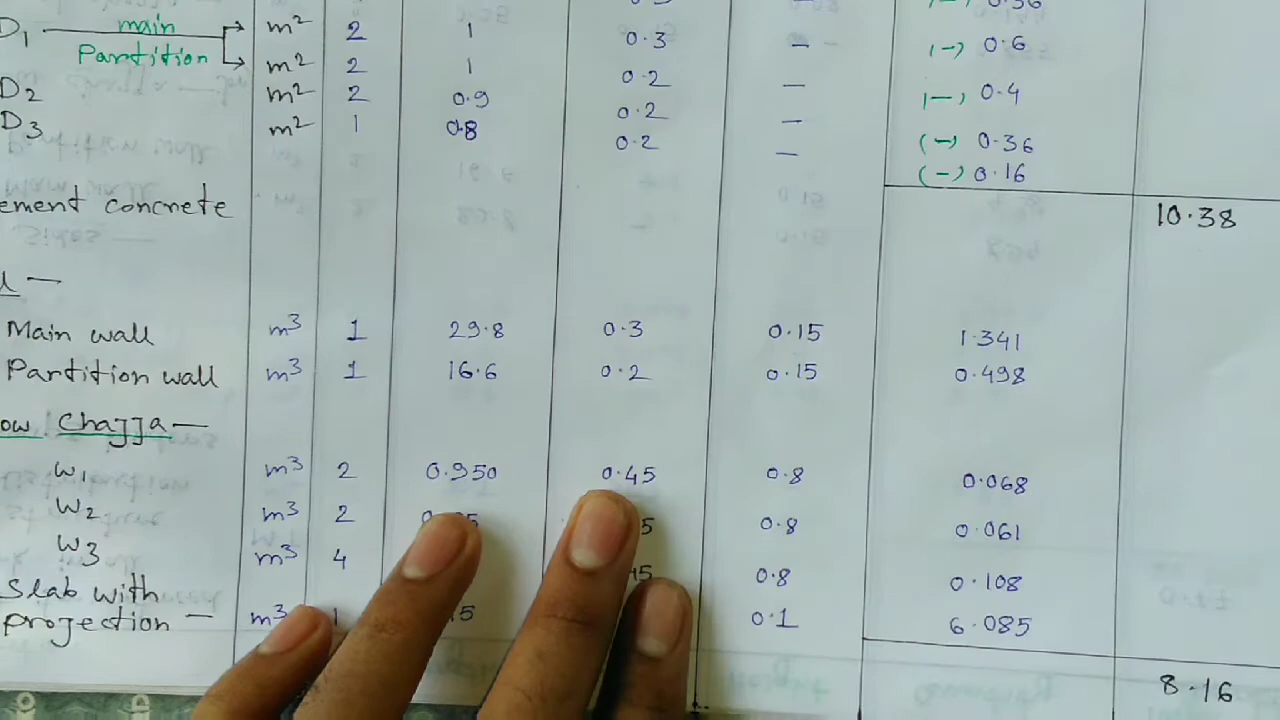 (-) 0.36
D1 main m2 2 1 0.3 — (-) 0.6
Partition m2 2 1 0.2 — (-) 0.4
D2 m2 2 0.9 0.2 — (-) 0.36
D3 m2 1 0.8 0.2 — (-) 0.16
ement concrete 10.38
Main wall m3 1 29.8 0.3 0.15 1.341
Partition wall m3 1 16.6 0.2 0.15 0.498
ow Chajja —
W1 m3 2 0.950 0.45 0.8 0.068
W2 m3 2 5 0.8 0.061
W3 m3 4 45 0.8 0.108
Slab with
projection — m3 1 5 0.1 6.085
8.16